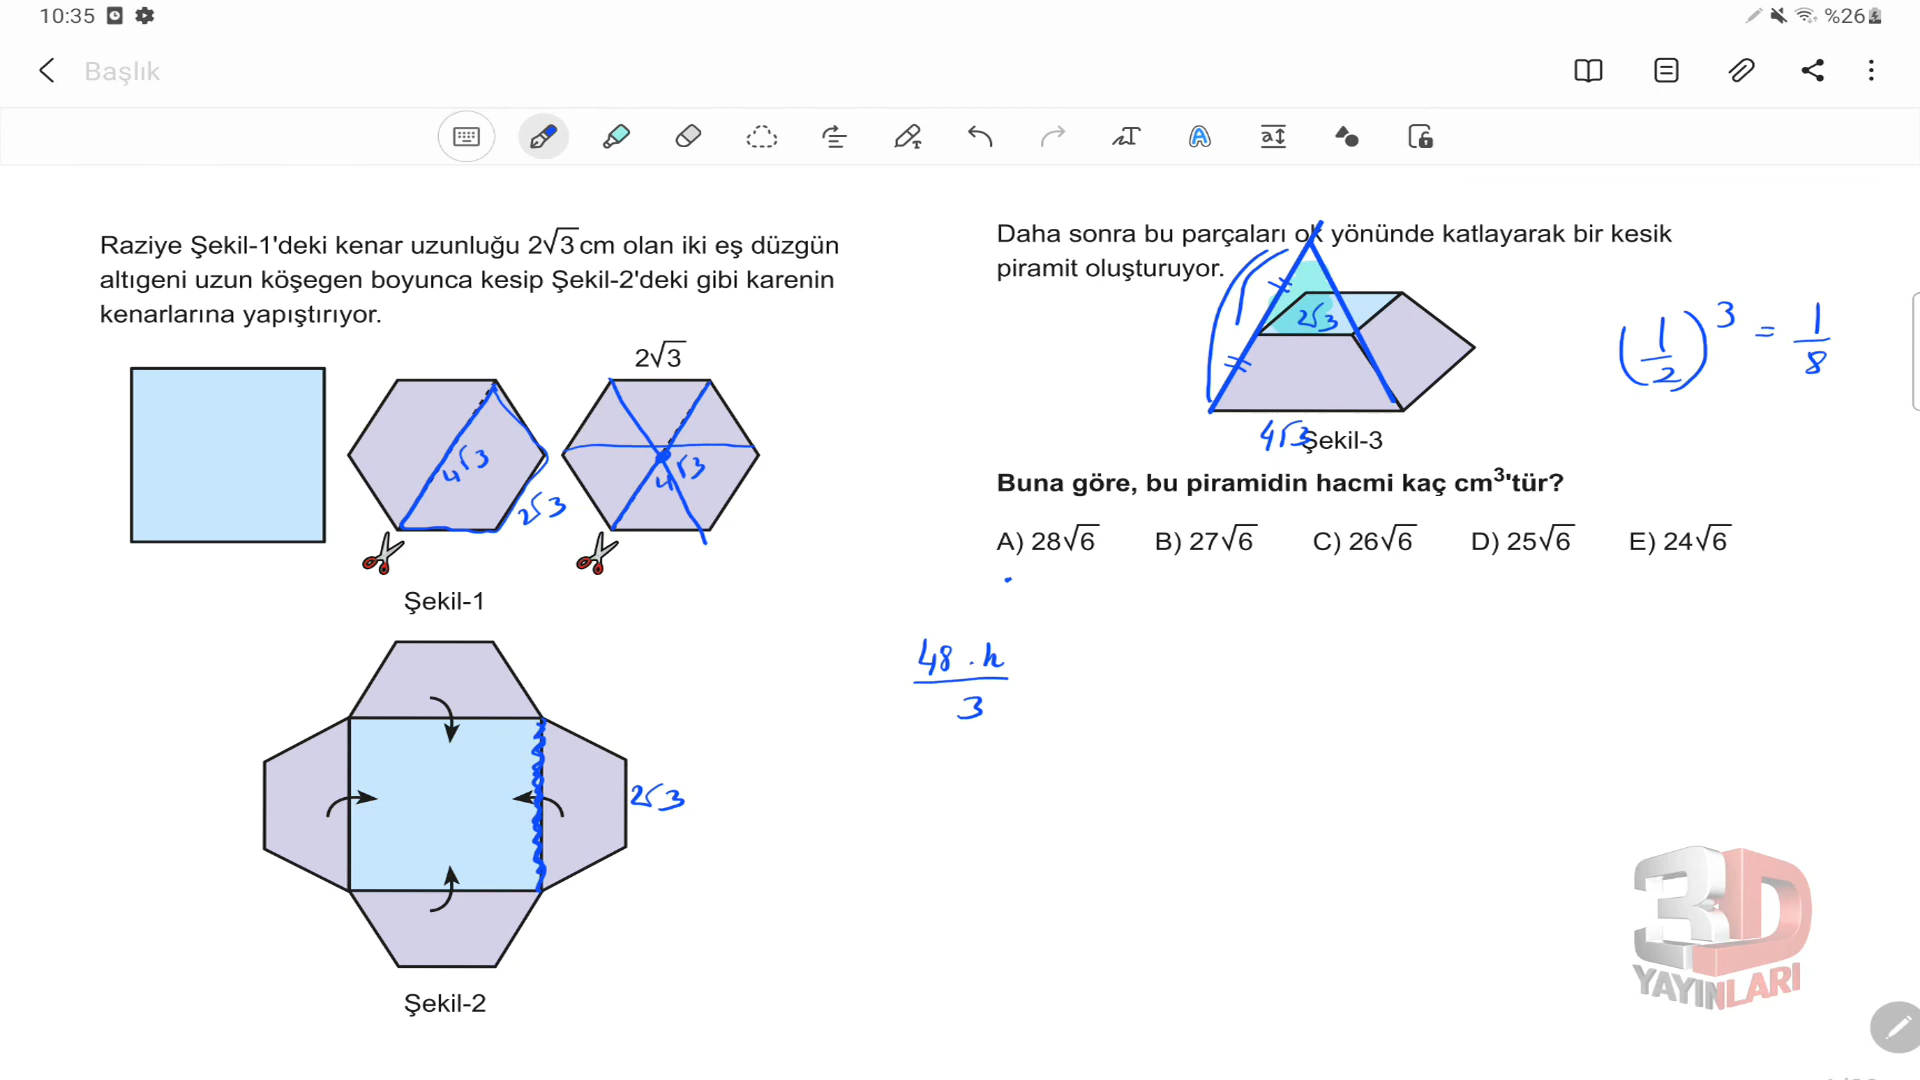 10:35
%26
Başlık
Raziye Şekil-1'deki kenar uzunluğu 2√3 cm olan iki eş düzgün
altıgeni uzun köşegen boyunca kesip Şekil-2'deki gibi karenin
kenarlarına yapıştırıyor.
2√3
4√3
2√3
4√3
Şekil-1
2√3
Şekil-2
Daha sonra bu parçaları ok yönünde katlayarak bir kesik
piramit oluşturuyor.
2√3
4√3
Şekil-3
(1/2)³ = 1/8
Buna göre, bu piramidin hacmi kaç cm³'tür?
A) 28√6 B) 27√6 C) 26√6 D) 25√6 E) 24√6
48 . h
3
3D
YAYINLARI